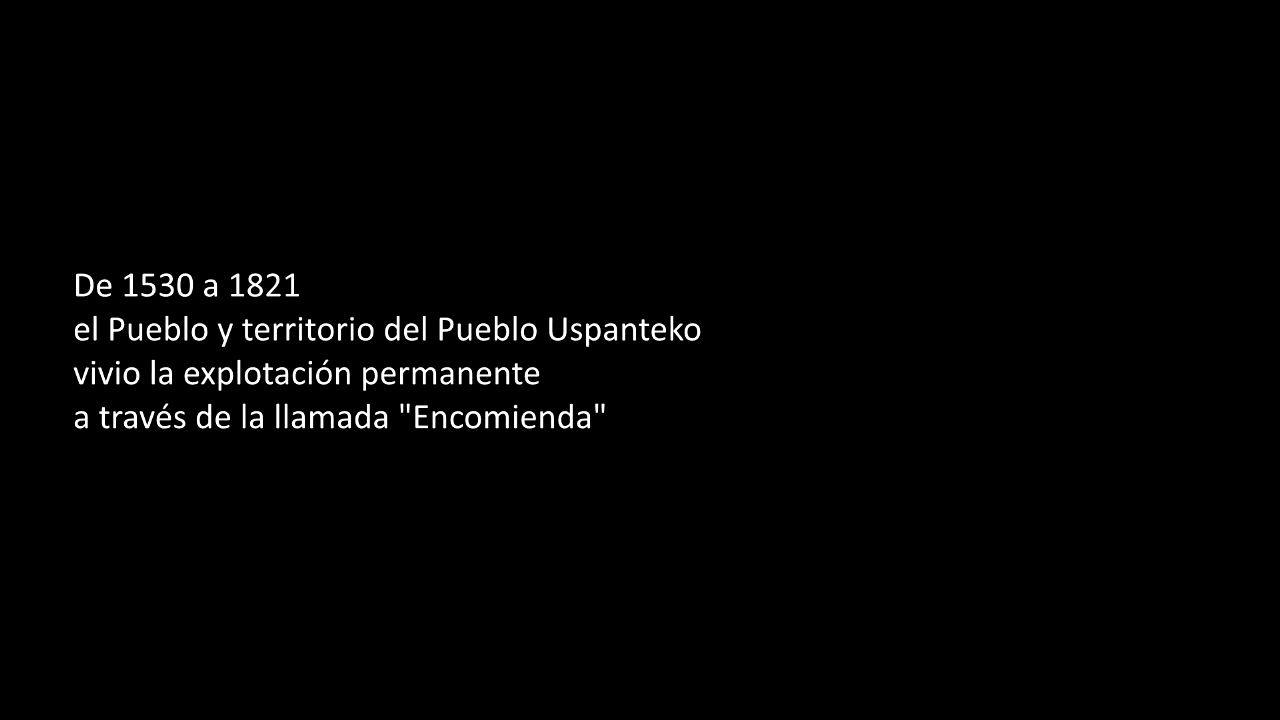 De 1530 a 1821
el Pueblo y territorio del Pueblo Uspanteko
vivio la explotación permanente
a través de la llamada "Encomienda"